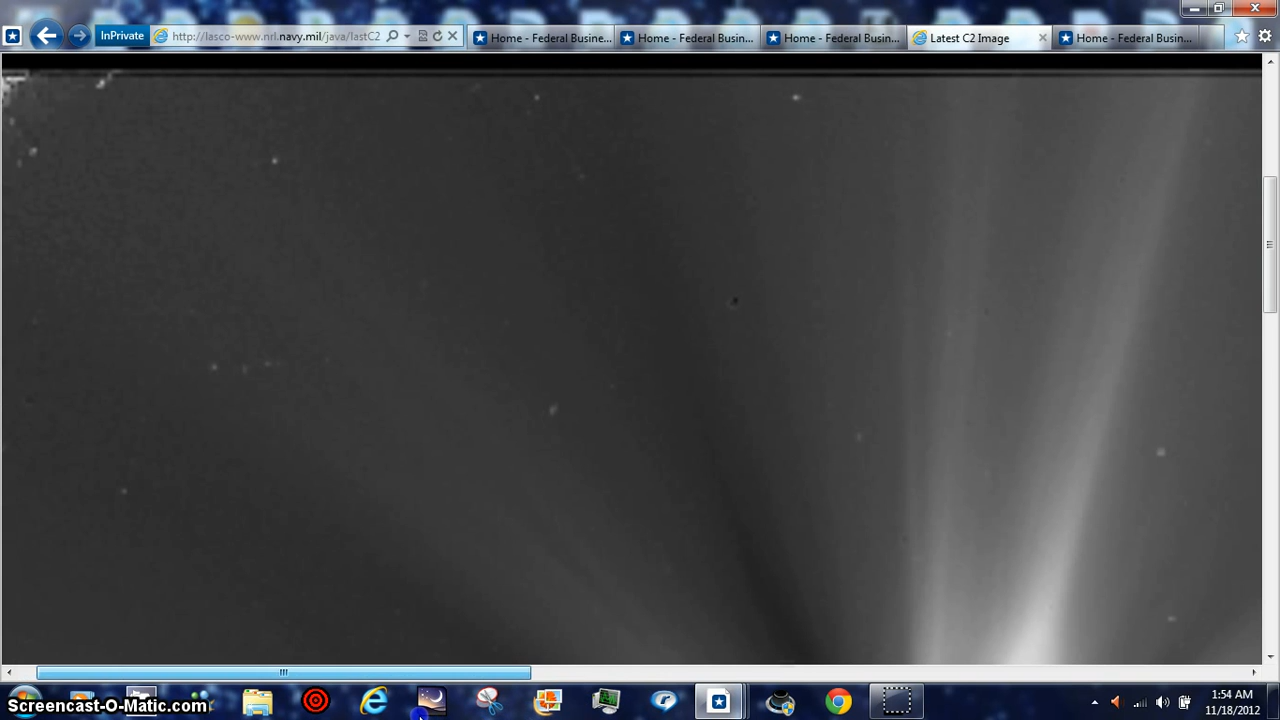 InPrivate
http://lasco-www.nrl.navy.mil/java/lastC2
Home - Federal Busine...
Home - Federal Busin...
Home - Federal Busin...
Latest C2 Image
Home - Federal Busin...
Screencast-O-Matic.com
1:54 AM
11/18/2012